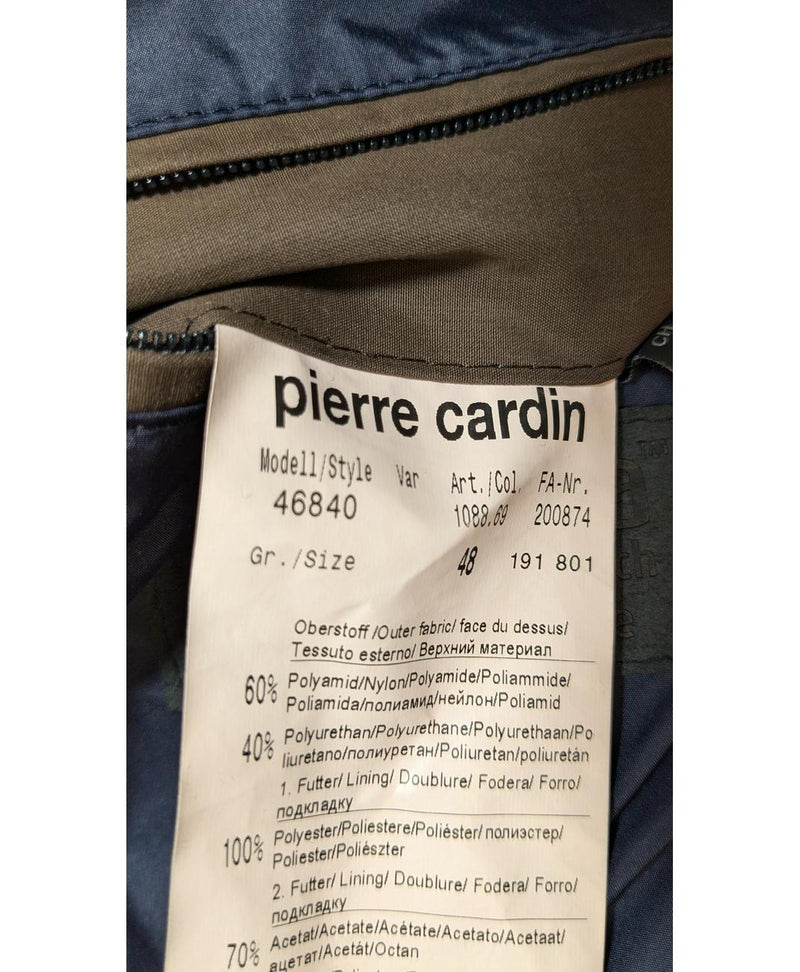 pierre cardin
Modell/Style Var Art./Col. FA-Nr.
46840 1088.69 200874
Gr./Size 48 191 801
Oberstoff/Outer fabric/ face du dessus/
Tessuto esterno/ Верхний материал
60% Polyamid/Nylon/Polyamide/Poliammide/
Poliamida/полиамид/нейлон/Poliamid
40% Polyurethan/Polyurethane/Polyurethaan/Po
liuretano/полиуретан/Poliuretan/poliuretán
1. Futter/ Lining/ Doublure/ Fodera/ Forro/
подкладку
100% Polyester/Poliestere/Poliéster/полиэстер/
Poliester/Poliészter
2. Futter/ Lining/ Doublure/ Fodera/ Forro/
подкладку
70% Acetat/Acetate/Acétate/Acetato/Acetaat/
ацетат/Acetát/Octan
CH
TM
ch
e